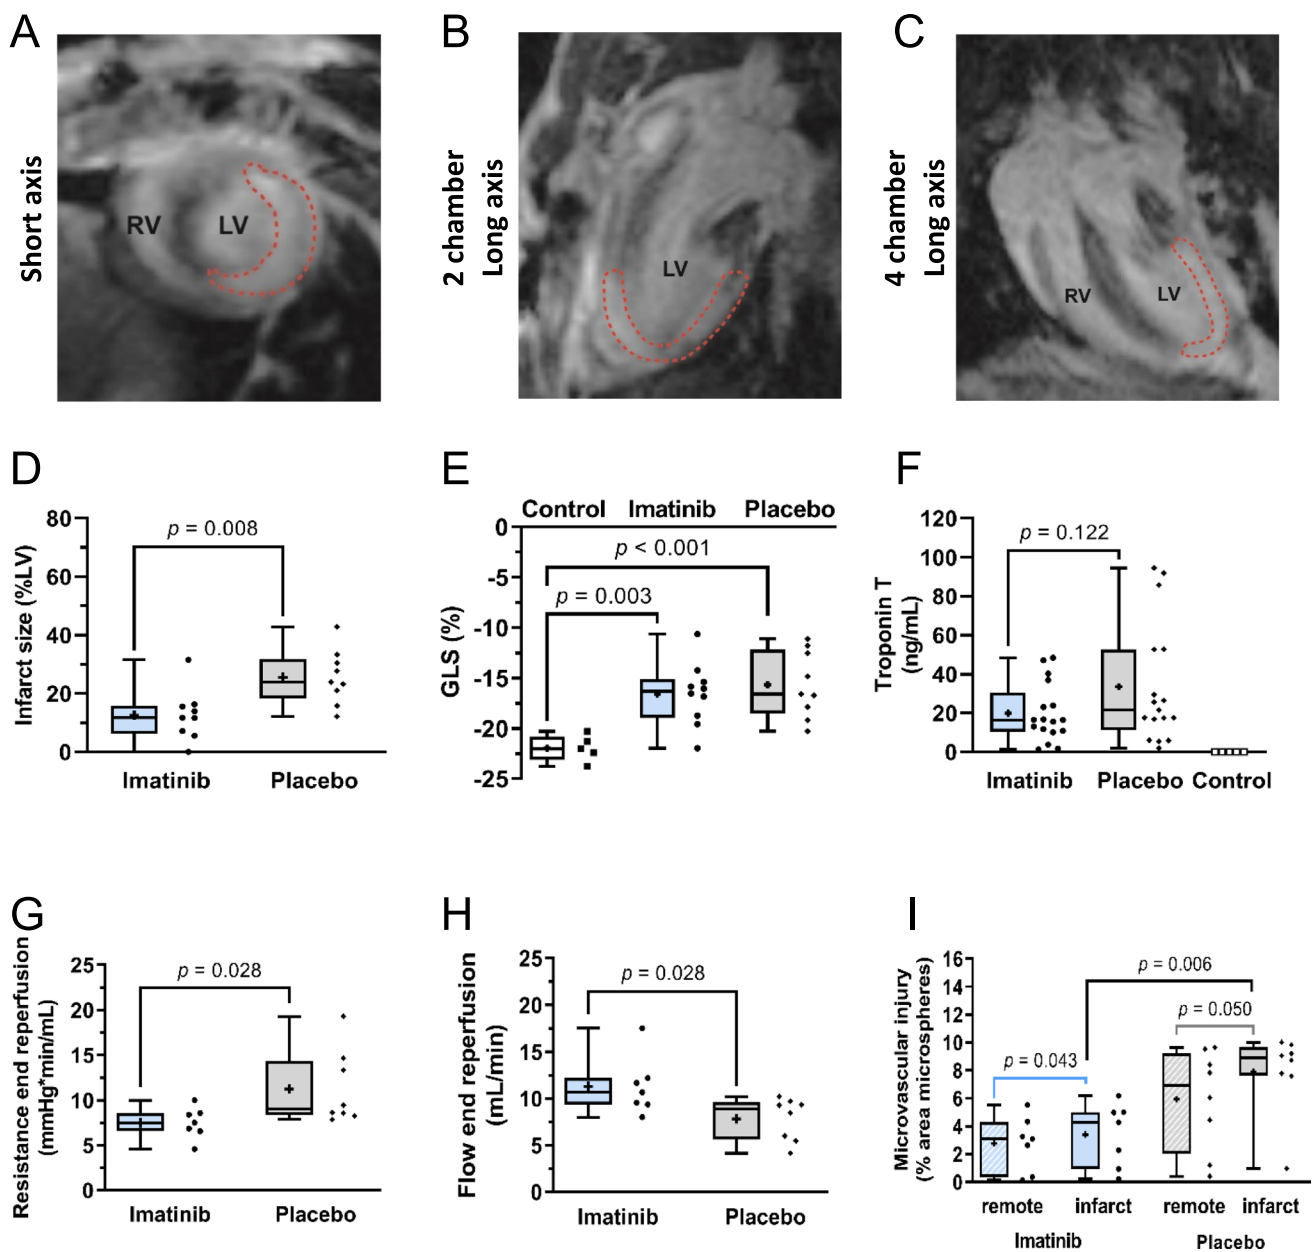 A
B
C
Short axis
RV
LV
2 chamber
Long axis
LV
4 chamber
Long axis
RV
LV
D
Infarct size (%LV)
80
60
40
20
0
p = 0.008
Imatinib
Placebo
E
Control
Imatinib
Placebo
GLS (%)
0
-5
-10
-15
-20
-25
p < 0.001
p = 0.003
F
Troponin T
(ng/mL)
120
100
80
60
40
20
0
p = 0.122
Imatinib
Placebo
Control
G
Resistance end reperfusion
(mmHg*min/mL)
25
20
15
10
5
0
p = 0.028
Imatinib
Placebo
H
Flow end reperfusion
(mL/min)
25
20
15
10
5
0
p = 0.028
Imatinib
Placebo
I
Microvascular injury
(% area microspheres)
16
14
12
10
8
6
4
2
0
p = 0.006
p = 0.050
p = 0.043
remote
infarct
remote
infarct
Imatinib
Placebo